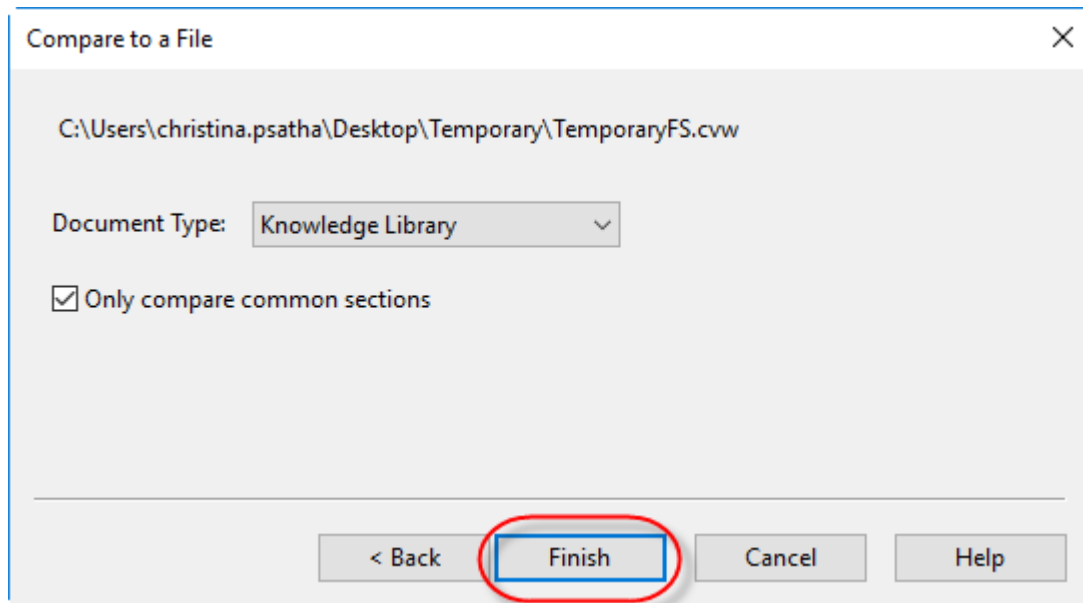 Compare to a File
C:\Users\christina.psatha\Desktop\Temporary\TemporaryFS.cvw
Document Type: Knowledge Library
Only compare common sections
< Back Finish Cancel Help